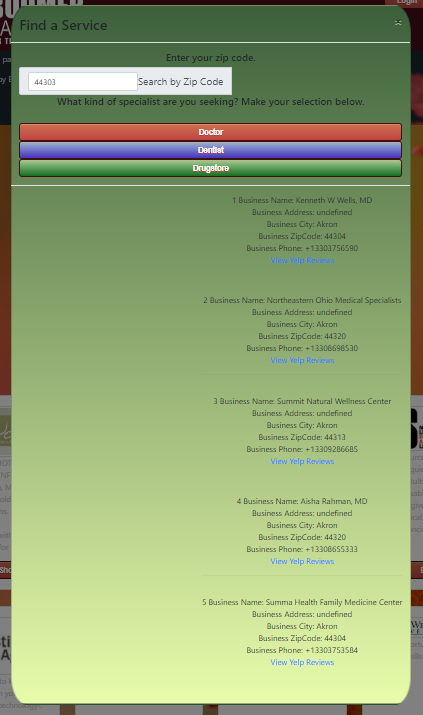 Login
Find a Service
×
Enter your zip code.
44303
Search by Zip Code
What kind of specialist are you seeking? Make your selection below.
Doctor
Dentist
Drugstore
1 Business Name: Kenneth W Wells, MD
Business Address: undefined
Business City: Akron
Business ZipCode: 44304
Business Phone: +13303756590
View Yelp Reviews
2 Business Name: Northeastern Ohio Medical Specialists
Business Address: undefined
Business City: Akron
Business ZipCode: 44320
Business Phone: +13308698530
View Yelp Reviews
3 Business Name: Summit Natural Wellness Center
Business Address: undefined
Business City: Akron
Business ZipCode: 44313
Business Phone: +13309286685
View Yelp Reviews
4 Business Name: Aisha Rahman, MD
Business Address: undefined
Business City: Akron
Business ZipCode: 44320
Business Phone: +13308655333
View Yelp Reviews
5 Business Name: Summa Health Family Medicine Center
Business Address: undefined
Business City: Akron
Business ZipCode: 44304
Business Phone: +13303753584
View Yelp Reviews